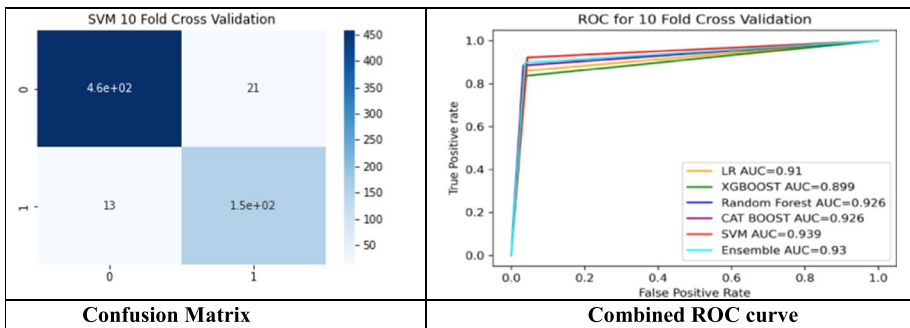 SVM 10 Fold Cross Validation
0
4.6e+02
21
1
13
1.5e+02
0
1
450
400
350
300
250
200
150
100
50
ROC for 10 Fold Cross Validation
True Positive rate
1.0
0.8
0.6
0.4
0.2
0.0
LR AUC=0.91
XGBOOST AUC=0.899
Random Forest AUC=0.926
CAT BOOST AUC=0.926
SVM AUC=0.939
Ensemble AUC=0.93
0.0 0.2 0.4 0.6 0.8 1.0
False Positive Rate
Confusion Matrix
Combined ROC curve